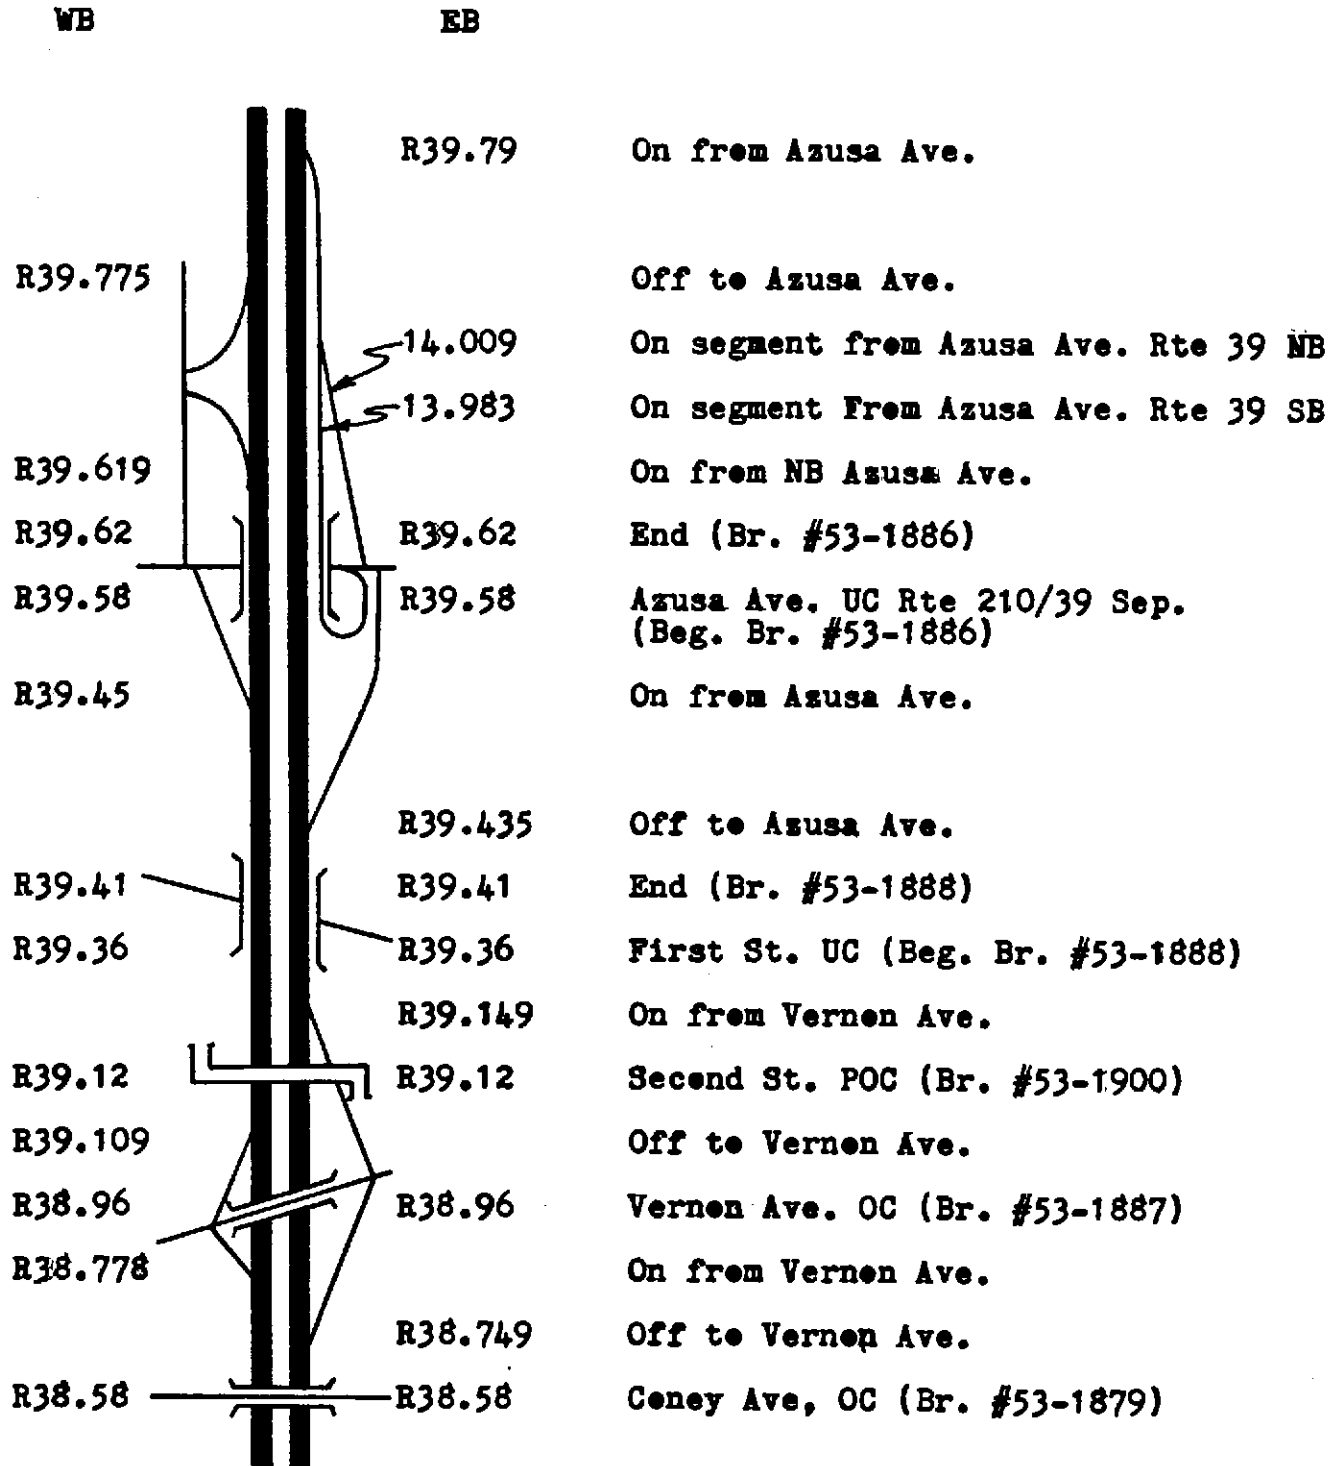 WB EB
R39.79 On from Azusa Ave.
R39.775 Off to Azusa Ave.
14.009 On segment from Azusa Ave. Rte 39 NB
13.983 On segment From Azusa Ave. Rte 39 SB
R39.619 On from NB Azusa Ave.
R39.62 R39.62 End (Br. #53-1886)
R39.58 R39.58 Azusa Ave. UC Rte 210/39 Sep.
(Beg. Br. #53-1886)
R39.45 On from Azusa Ave.
R39.435 Off to Azusa Ave.
R39.41 R39.41 End (Br. #53-1888)
R39.36 R39.36 First St. UC (Beg. Br. #53-1888)
R39.149 On from Vernon Ave.
R39.12 R39.12 Second St. POC (Br. #53-1900)
R39.109 Off to Vernon Ave.
R38.96 R38.96 Vernon Ave. OC (Br. #53-1887)
R38.778 On from Vernon Ave.
R38.749 Off to Vernon Ave.
R38.58 R38.58 Coney Ave, OC (Br. #53-1879)